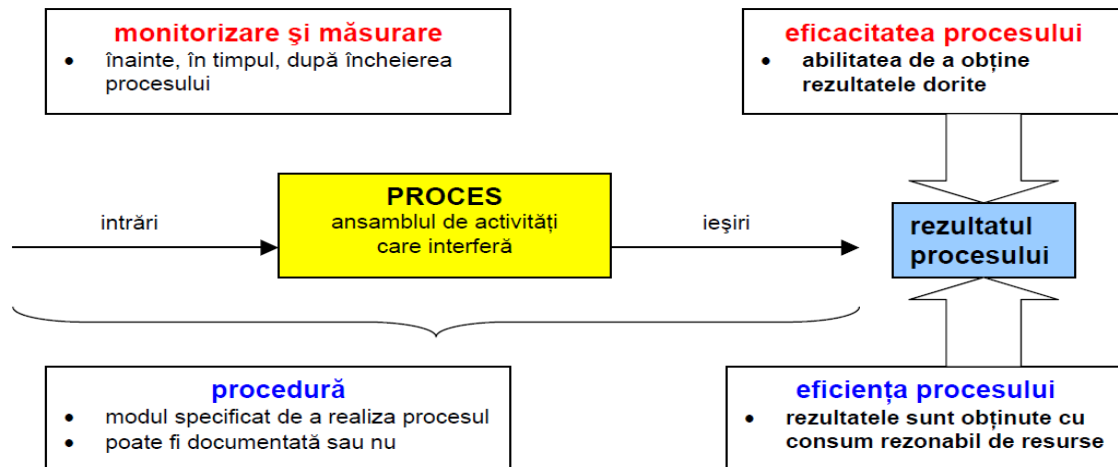 monitorizare şi măsurare
• înainte, în timpul, după încheierea
procesului
eficacitatea procesului
• abilitatea de a obține
rezultatele dorite
intrări
PROCES
ansamblul de activități
care interferă
ieşiri
rezultatul
procesului
procedură
• modul specificat de a realiza procesul
• poate fi documentată sau nu
eficiența procesului
• rezultatele sunt obținute cu
consum rezonabil de resurse